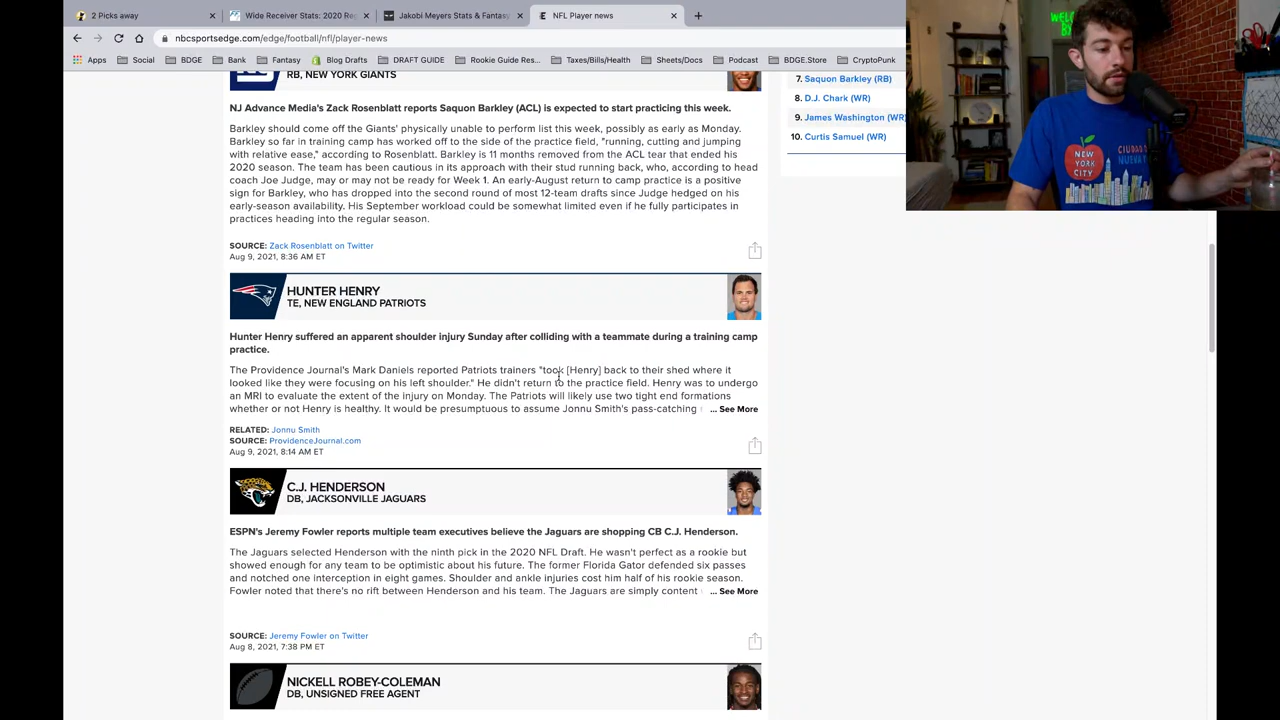 2 Picks away
Wide Receiver Stats: 2020 Re
Jakobi Meyers Stats & Fantasy
NFL Player news
nbcsportsedge.com/edge/football/nfl/player-news
Apps
Social
BDGE
Bank
Fantasy
Blog Drafts
DRAFT GUIDE
Rookie Guide Res...
Taxes/Bills/Health
Sheets/Docs
Podcast
BDGE.Store
CryptoPunk
RB, NEW YORK GIANTS
NJ Advance Media's Zack Rosenblatt reports Saquon Barkley (ACL) is expected to start practicing this week.
Barkley should come off the Giants' physically unable to perform list this week, possibly as early as Monday.
Barkley so far in training camp has worked off to the side of the practice field, "running, cutting and jumping
with relative ease," according to Rosenblatt. Barkley is 11 months removed from the ACL tear that ended his
2020 season. The team has been cautious in its approach with their stud running back, who, according to head
coach Joe Judge, may or may not be ready for Week 1. An early-August return to camp practice is a positive
sign for Barkley, who has dropped into the second round of most 12-team drafts since Judge hedged on his
early-season availability. His September workload could be somewhat limited even if he fully participates in
practices heading into the regular season.
SOURCE: Zack Rosenblatt on Twitter
Aug 9, 2021, 8:36 AM ET
HUNTER HENRY
TE, NEW ENGLAND PATRIOTS
Hunter Henry suffered an apparent shoulder injury Sunday after colliding with a teammate during a training camp
practice.
The Providence Journal's Mark Daniels reported Patriots trainers "took [Henry] back to their shed where it
looked like they were focusing on his left shoulder." He didn't return to the practice field. Henry was to undergo
an MRI to evaluate the extent of the injury on Monday. The Patriots will likely use two tight end formations
whether or not Henry is healthy. It would be presumptuous to assume Jonnu Smith's pass-catching ... See More
RELATED: Jonnu Smith
SOURCE: ProvidenceJournal.com
Aug 9, 2021, 8:14 AM ET
C.J. HENDERSON
DB, JACKSONVILLE JAGUARS
ESPN's Jeremy Fowler reports multiple team executives believe the Jaguars are shopping CB C.J. Henderson.
The Jaguars selected Henderson with the ninth pick in the 2020 NFL Draft. He wasn't perfect as a rookie but
showed enough for any team to be optimistic about his future. The former Florida Gator defended six passes
and notched one interception in eight games. Shoulder and ankle injuries cost him half of his rookie season.
Fowler noted that there's no rift between Henderson and his team. The Jaguars are simply content ... See More
SOURCE: Jeremy Fowler on Twitter
Aug 8, 2021, 7:38 PM ET
NICKELL ROBEY-COLEMAN
DB, UNSIGNED FREE AGENT
7. Saquon Barkley (RB)
8. D.J. Chark (WR)
9. James Washington (WR)
10. Curtis Samuel (WR)
NEW
YORK
CITY
CIUDAD
NUEVA